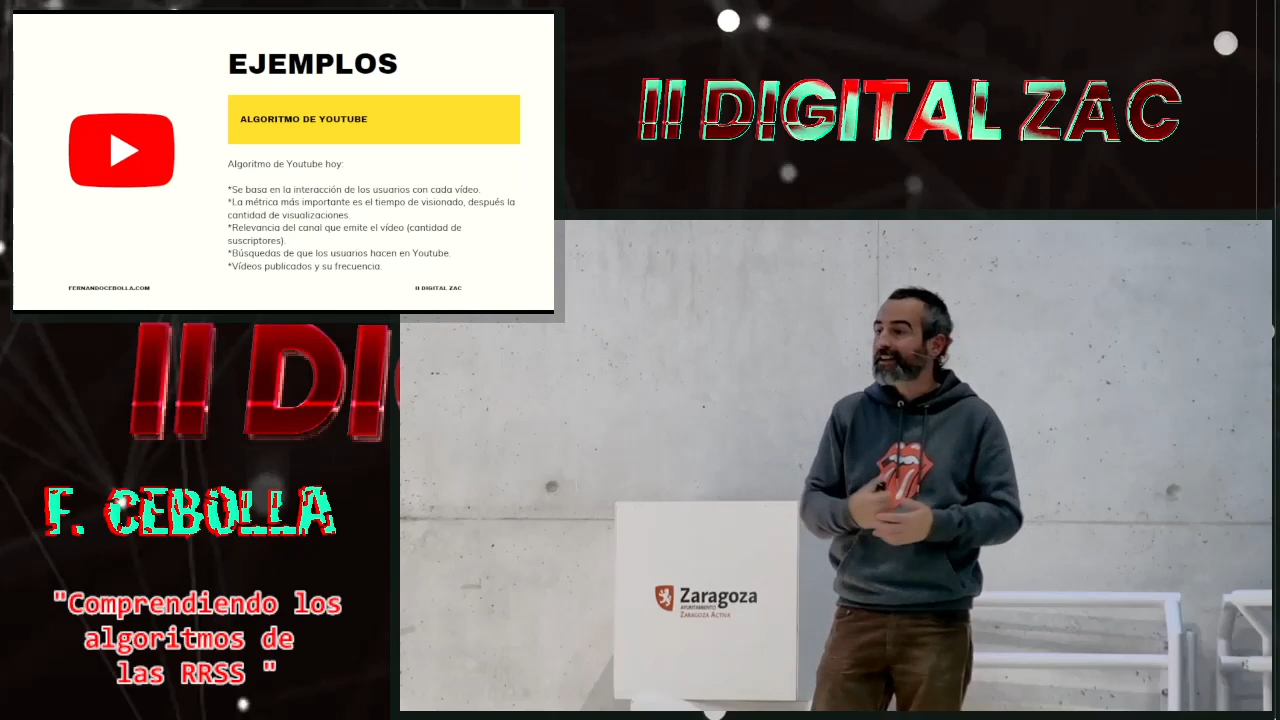 EJEMPLOS
ALGORITMO DE YOUTUBE
Algoritmo de Youtube hoy:
*Se basa en la interacción de los usuarios con cada vídeo.
*La métrica más importante es el tiempo de visionado, después la
cantidad de visualizaciones.
*Relevancia del canal que emite el vídeo (cantidad de
suscriptores).
*Búsquedas de que los usuarios hacen en Youtube.
*Vídeos publicados y su frecuencia.
FERNANDOCEBOLLA.COM
II DIGITAL ZAC
II DIGITAL ZAC
II DI
F. CEBOLLA
"Comprendiendo los
algoritmos de
las RRSS "
Zaragoza
AYUNTAMIENTO
ZARAGOZA ACTIVA